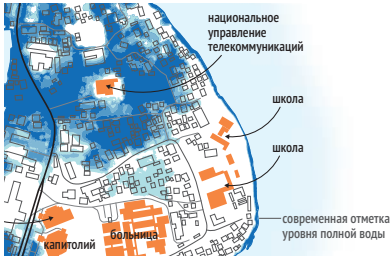 национальное
управление
телекоммуникаций
школа
школа
современная отметка
уровня полной воды
капитолий
больница